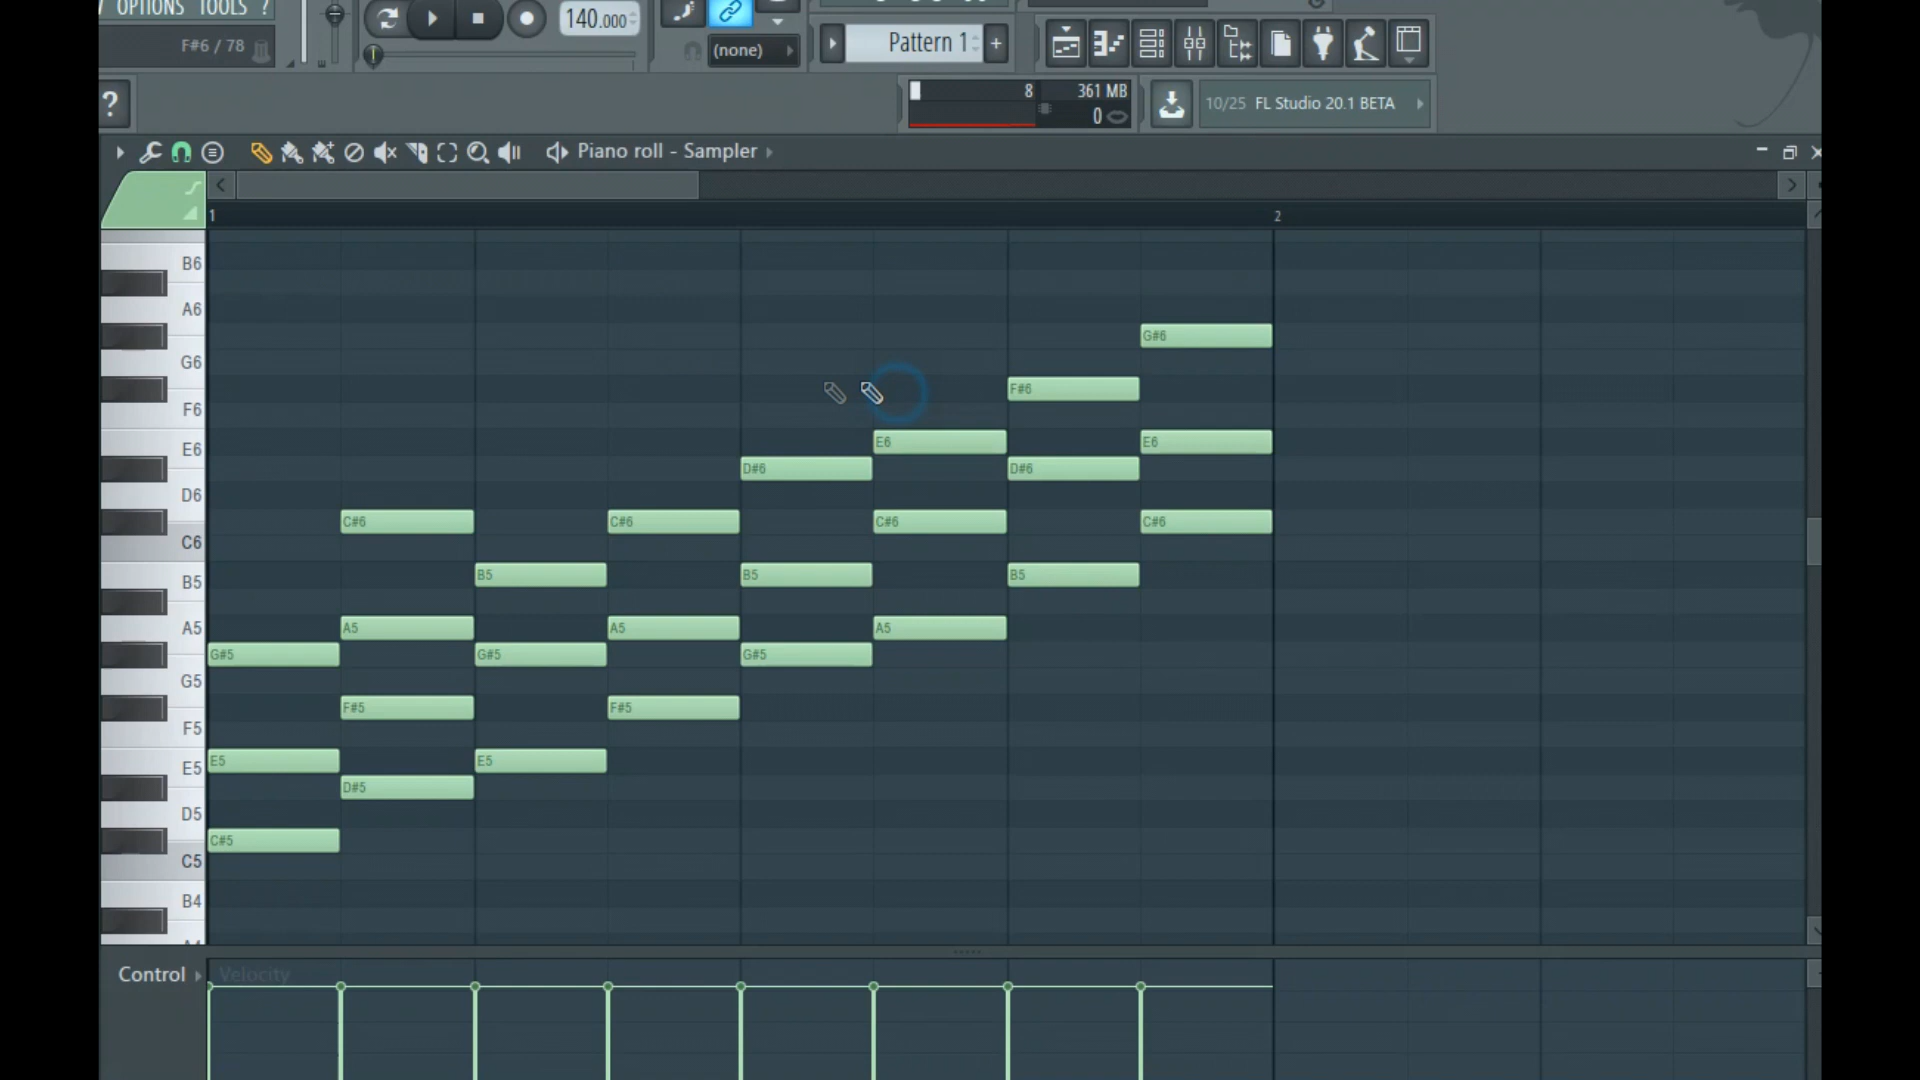 OPTIONS TOOLS ?
F#6 / 78
140.000
(none)
Pattern 1
+
?
8
361 MB
0
10/25 FL Studio 20.1 BETA
Piano roll - Sampler
1
2
B6
A6
G#6
G6
F#6
F6
E6
E6
E6
D#6
D#6
D6
C#6
C#6
C#6
C#6
C6
B5
B5
B5
B5
A5
A5
A5
A5
G#5
G#5
G#5
G5
F#5
F#5
F5
E5
E5
E5
D#5
D5
C#5
C5
B4
Control
Velocity